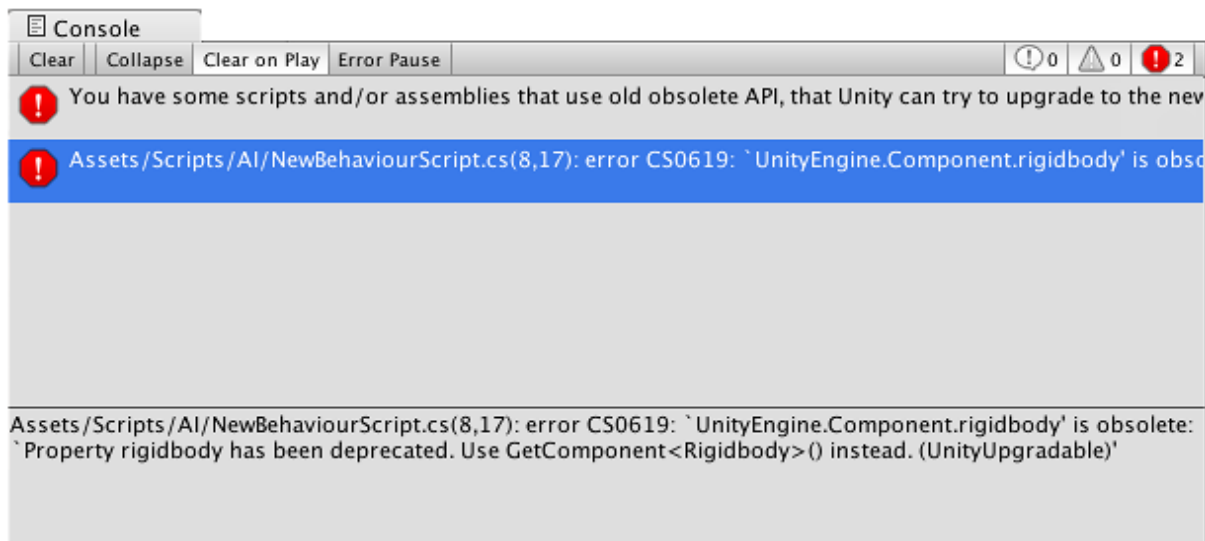 Console
Clear Collapse Clear on Play Error Pause 0 0 2
You have some scripts and/or assemblies that use old obsolete API, that Unity can try to upgrade to the
Assets/Scripts/AI/NewBehaviourScript.cs(8,17): error CS0619: `UnityEngine.Component.rigidbody' is
Assets/Scripts/AI/NewBehaviourScript.cs(8,17): error CS0619: `UnityEngine.Component.rigidbody' is obsolete:
`Property rigidbody has been deprecated. Use GetComponent<Rigidbody>() instead. (UnityUpgradable)'